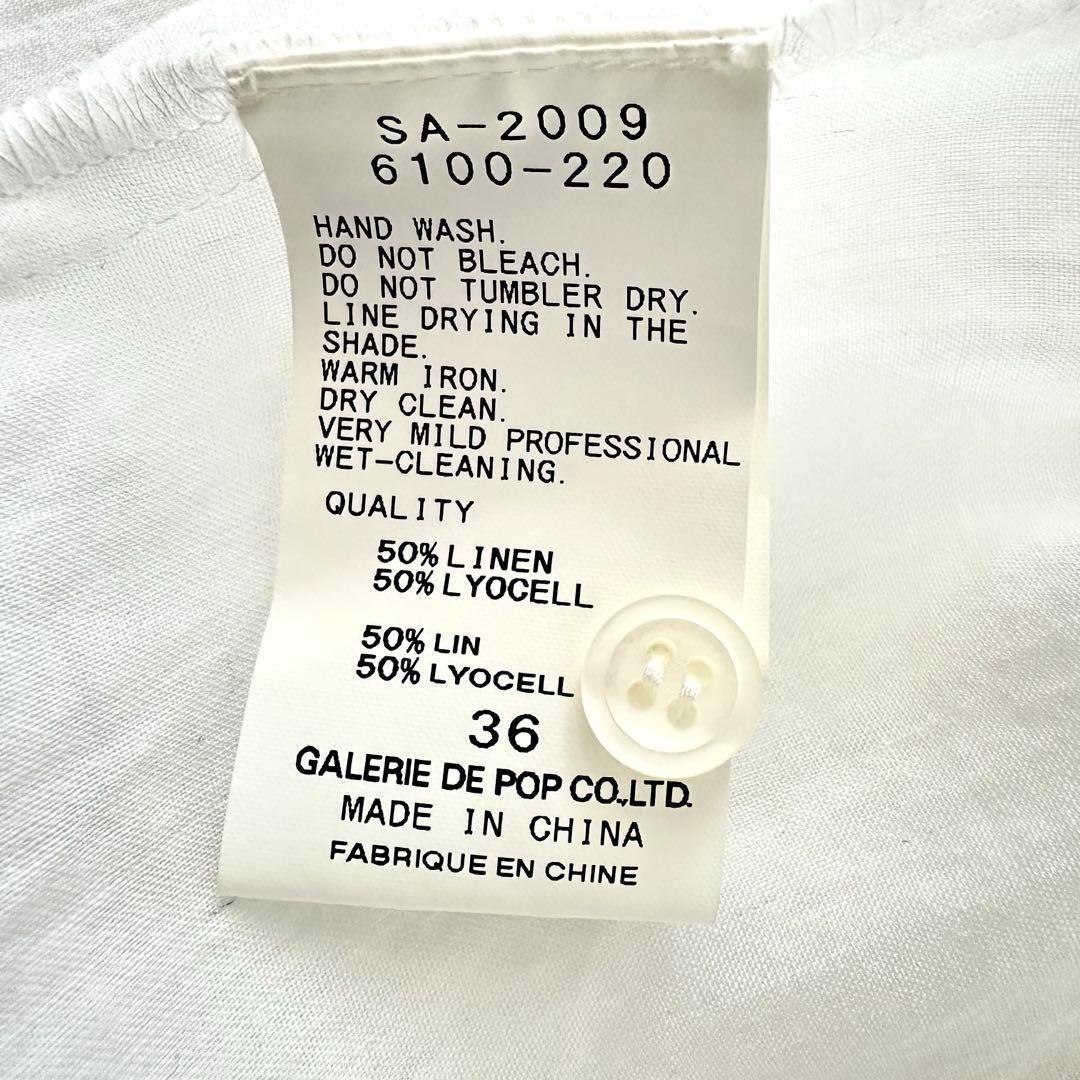 SA-2009
6100-220
HAND WASH.
DO NOT BLEACH.
DO NOT TUMBLER DRY.
LINE DRYING IN THE
SHADE.
WARM IRON.
DRY CLEAN.
VERY MILD PROFESSIONAL
WET-CLEANING.
QUALITY
50% LINEN
50% LYOCELL
50% LIN
50% LYOCELL
36
GALERIE DE POP CO.,LTD.
MADE IN CHINA
FABRIQUE EN CHINE